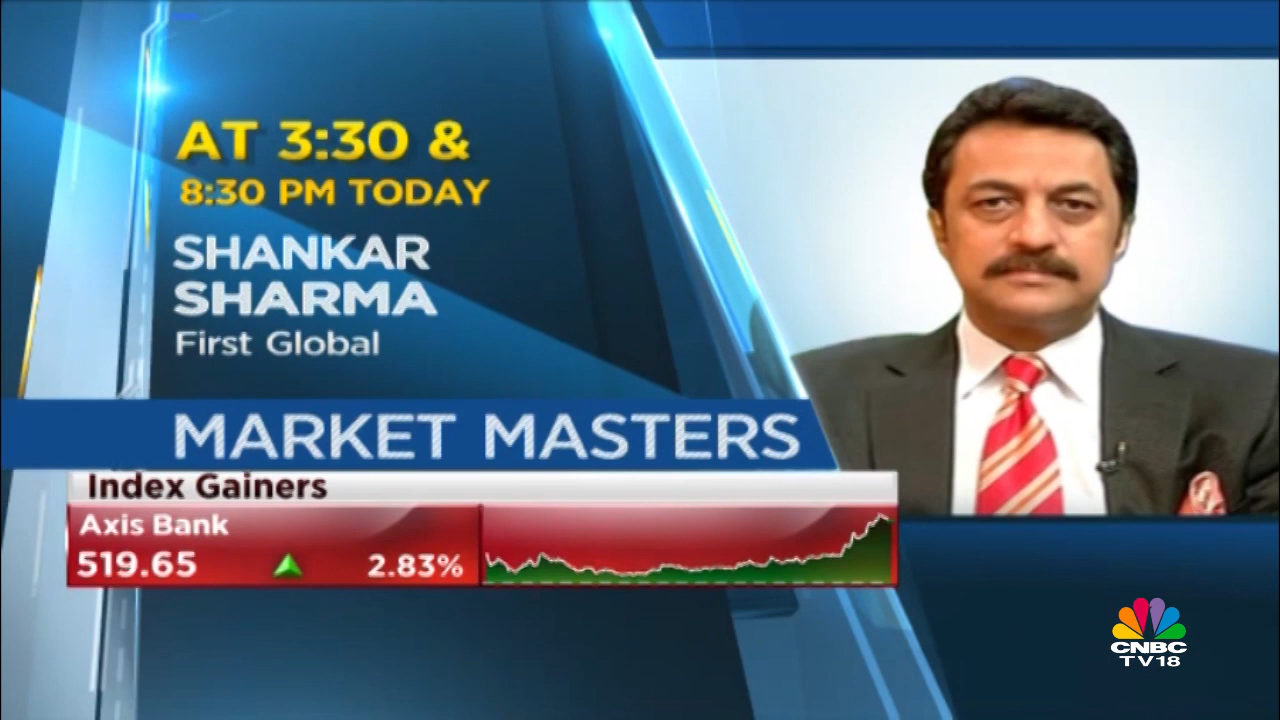 AT 3:30 &
8:30 PM TODAY
SHANKAR
SHARMA
First Global
MARKET MASTERS
Index Gainers
Axis Bank
519.65 2.83%
CNBC
TV18